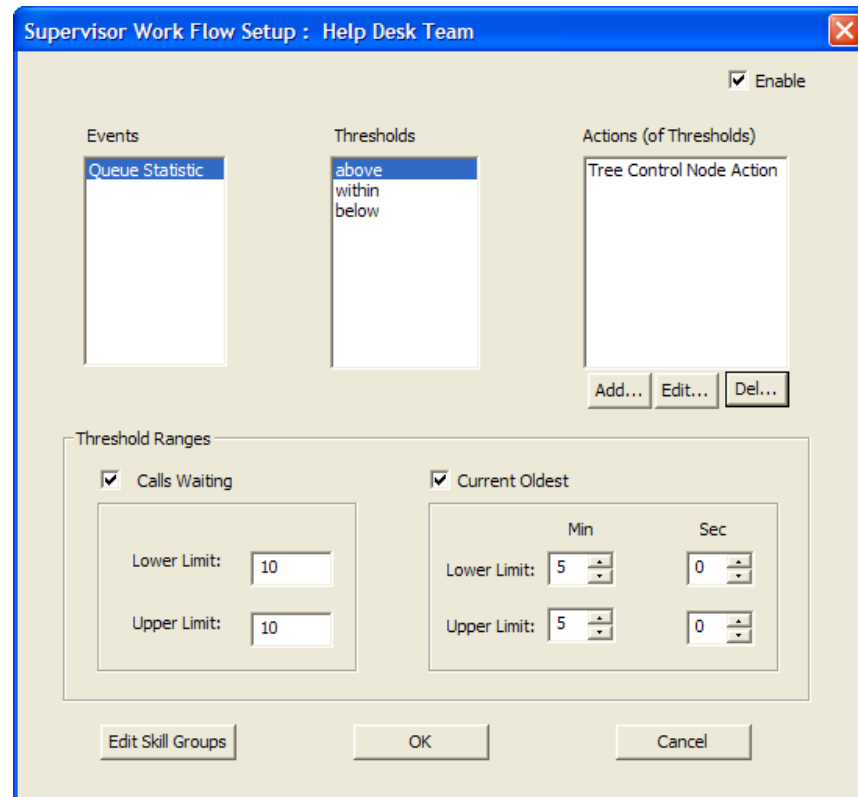 Supervisor Work Flow Setup :  Help Desk Team
Enable
Events
Thresholds
Actions (of Thresholds)
Queue Statistic
above
within
below
Tree Control Node Action
Add...
Edit...
Del...
Threshold Ranges
Calls Waiting
Current Oldest
Min
Sec
Lower Limit:
10
Lower Limit:
5
0
Upper Limit:
10
Upper Limit:
5
0
Edit Skill Groups
OK
Cancel